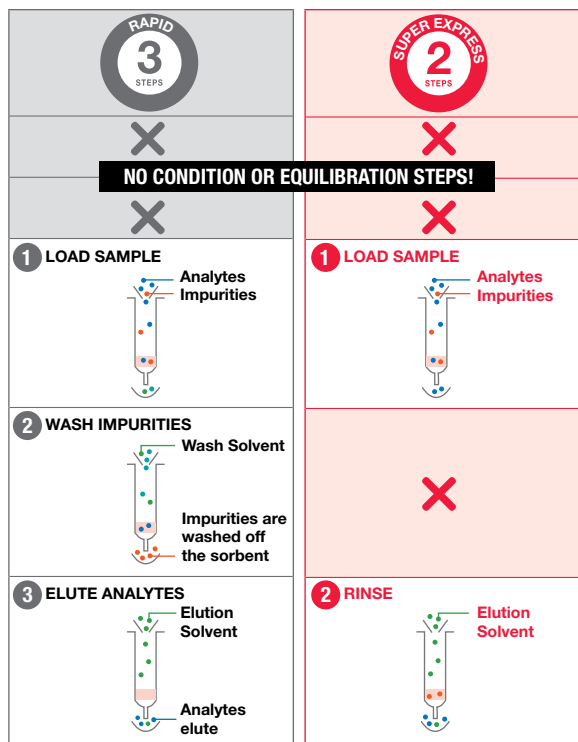 RAPID
3
STEPS
SUPER EXPRESS
2
STEPS
NO CONDITION OR EQUILIBRATION STEPS!
1 LOAD SAMPLE
Analytes
Impurities
1 LOAD SAMPLE
Analytes
Impurities
2 WASH IMPURITIES
Wash Solvent
Impurities are
washed off
the sorbent
3 ELUTE ANALYTES
Elution
Solvent
Analytes
elute
2 RINSE
Elution
Solvent